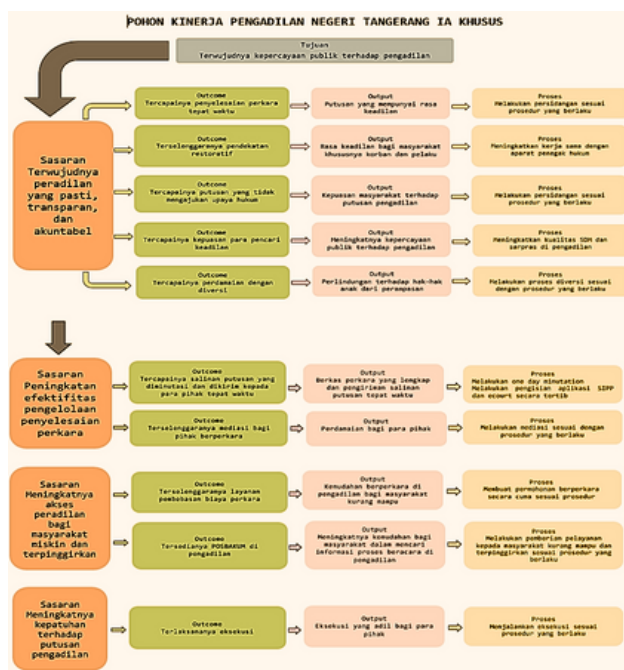 POHON KINERJA PENGADILAN NEGERI TANGERANG IA KHUSUS
Tujuan
Terwujudnya kepercayaan publik terhadap pengadilan
Sasaran
Terwujudnya
peradilan
yang pasti,
transparan,
dan
akuntabel
Outcome
Tercapainya penyelesaian perkara
tepat waktu
Output
Putusan yang mempunyai rasa
keadilan
Proses
Melakukan persidangan sesuai
prosedur yang berlaku
Outcome
Terselenggaranya pendekatan
restoratif
Output
Rasa keadilan bagi masyarakat
khususnya korban dan pelaku
Proses
Meningkatkan kerja sama dengan
aparat penegak hukum
Outcome
Tercapainya putusan yang tidak
mengajukan upaya hukum
Output
Kepuasan masyarakat terhadap
putusan pengadilan
Proses
Melakukan persidangan sesuai
prosedur yang berlaku
Outcome
Tercapainya kepuasan para pencari
keadilan
Output
Meningkatnya kepercayaan
publik terhadap pengadilan
Proses
Meningkatkan kualitas SDM dan
sarpras di pengadilan
Outcome
Tercapainya perdamaian dengan
diversi
Output
Perlindungan terhadap hak-hak
anak dari perampasan
Proses
Melakukan proses diversi sesuai
dengan prosedur yang berlaku
Sasaran
Peningkatan
efektifitas
pengelolaan
penyelesaian
perkara
Outcome
Tercapainya salinan putusan yang
diminutasi dan dikirim kepada
para pihak tepat waktu
Output
Berkas perkara yang lengkap
dan pengiriman salinan
putusan tepat waktu
Proses
Melakukan one day minutation
Melakukan pengisian aplikasi SIPP
dan ecourt secara tertib
Outcome
Terselenggaranya mediasi bagi
pihak berperkara
Output
Perdamaian bagi para pihak
Proses
Melakukan mediasi sesuai dengan
prosedur yang berlaku
Sasaran
Meningkatnya
akses
peradilan
bagi
masyarakat
miskin dan
terpinggirkan
Outcome
Terselenggaranya layanan
pembebasan biaya perkara
Output
Kemudahan berperkara di
pengadilan bagi masyarakat
kurang mampu
Proses
Membuat permohonan berperkara
secara cuma sesuai prosedur
Outcome
Tersedianya POSBAKUM di
pengadilan
Output
Meningkatnya kemudahan bagi
masyarakat dalam mencari
informasi proses beracara di
pengadilan
Proses
Melakukan pemberian pelayanan
kepada masyarakat kurang mampu dan
terpinggirkan sesuai prosedur yang
berlaku
Sasaran
Meningkatnya
kepatuhan
terhadap
putusan
pengadilan
Outcome
Terlaksananya eksekusi
Output
Eksekusi yang adil bagi para
pihak
Proses
Menjalankan eksekusi sesuai
prosedur yang berlaku